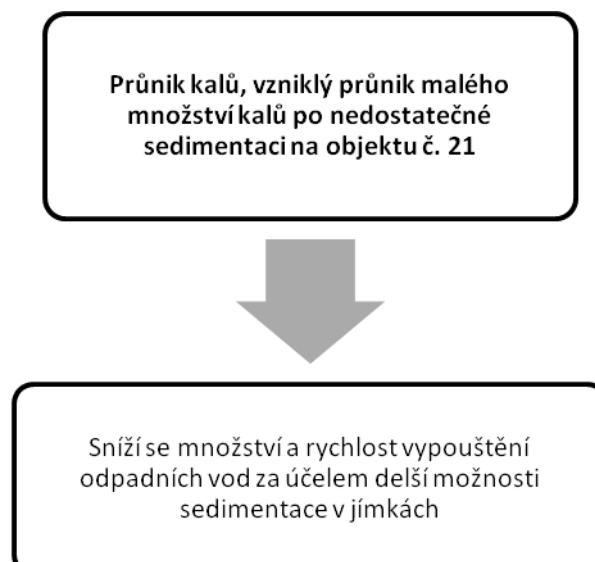 Průnik kalů, vzniklý průnik malého
množství kalů po nedostatečné
sedimentaci na objektu č. 21
Sníží se množství a rychlost vypouštění
odpadních vod za účelem delší možnosti
sedimentace v jímkách